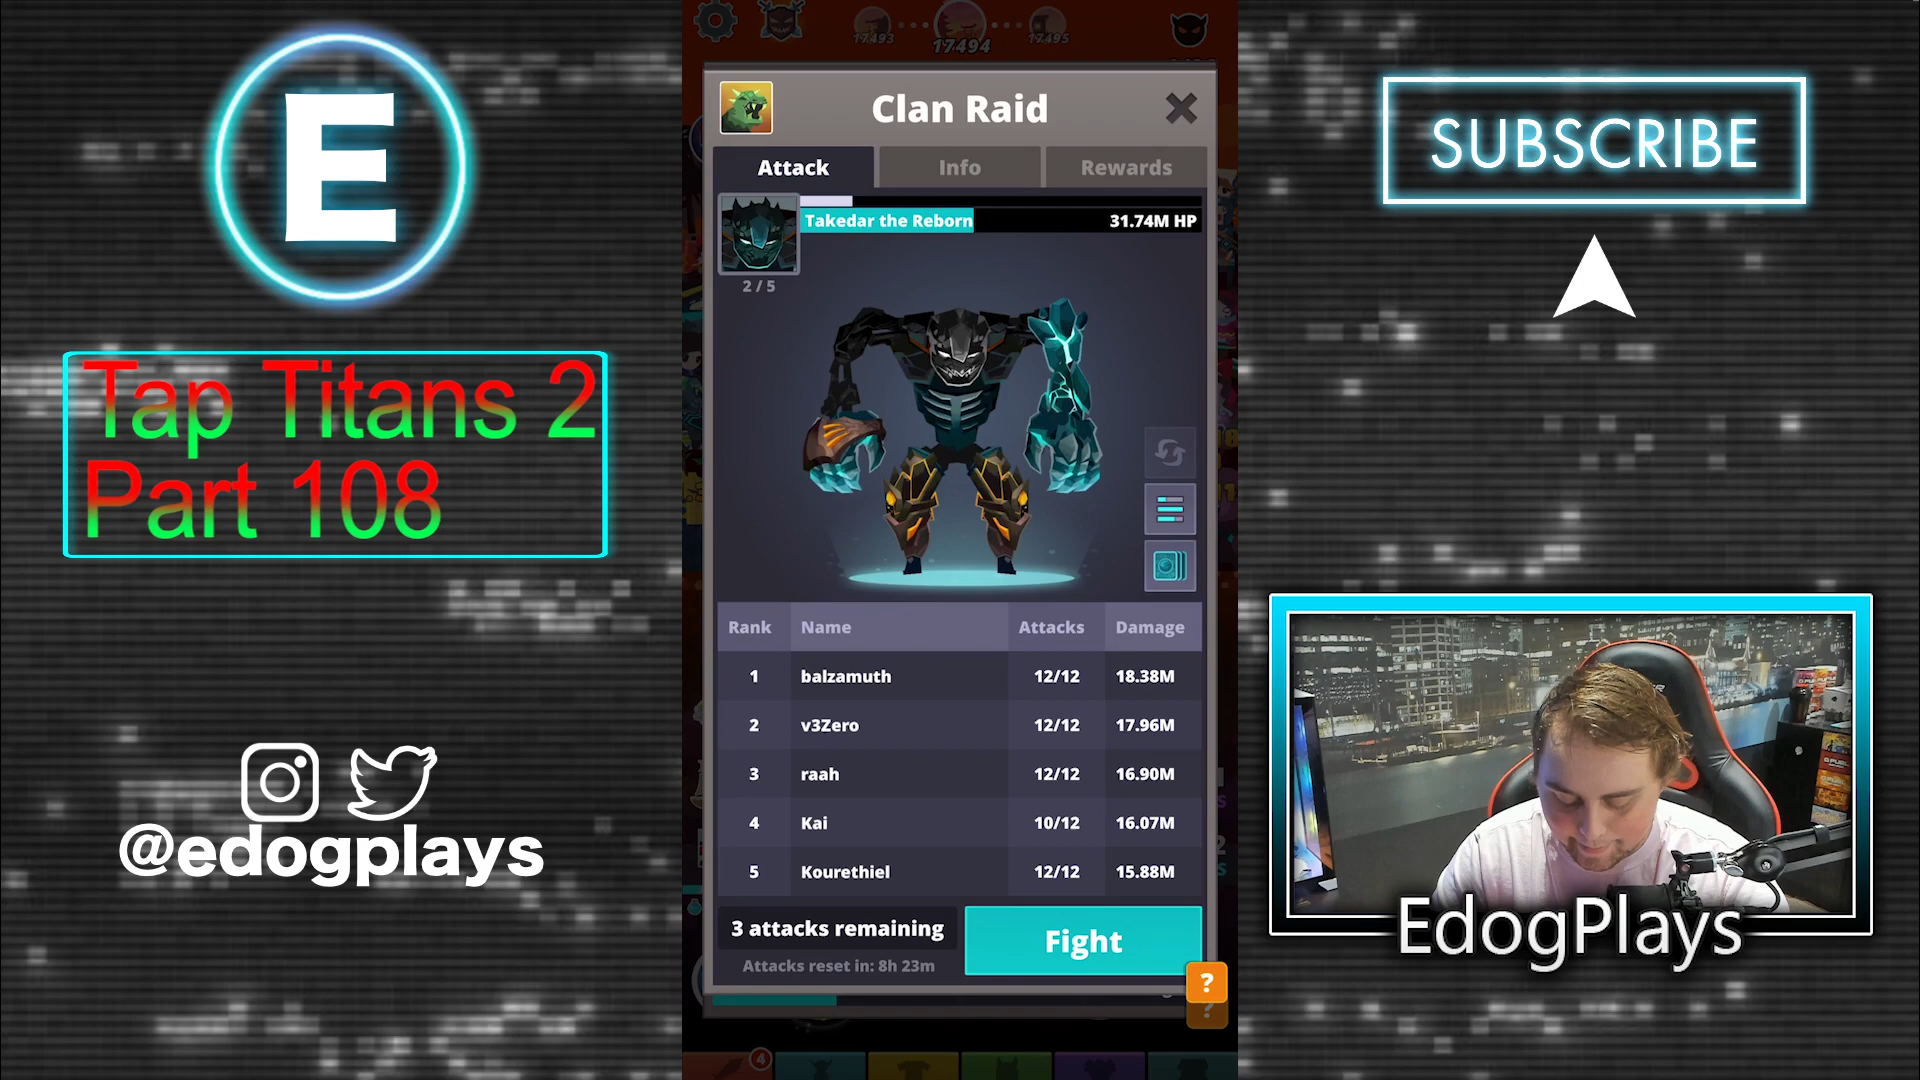 E
Tap Titans 2
Part 108
@edogplays
17493
17494
17495
Clan Raid
Attack
Info
Rewards
Takedar the Reborn
31.74M HP
2 / 5
Rank Name Attacks Damage
1 balzamuth 12/12 18.38M
2 v3Zero 12/12 17.96M
3 raah 12/12 16.90M
4 Kai 10/12 16.07M
5 Kourethiel 12/12 15.88M
3 attacks remaining
Attacks reset in: 8h 23m
Fight
?
?
4
SUBSCRIBE
EdogPlays